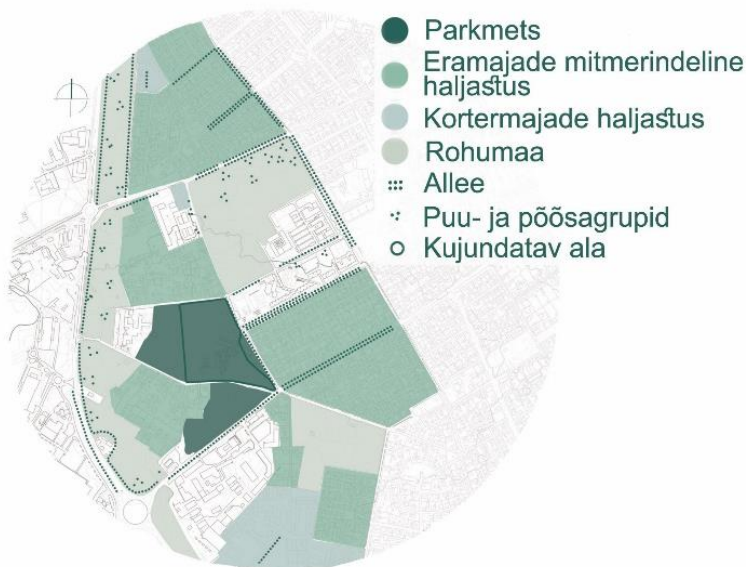 Parkmets
Eramajade mitmerindeline
haljastus
Kortermajade haljastus
Rohumaa
Allee
Puu- ja põõsagrupid
Kujundatav ala